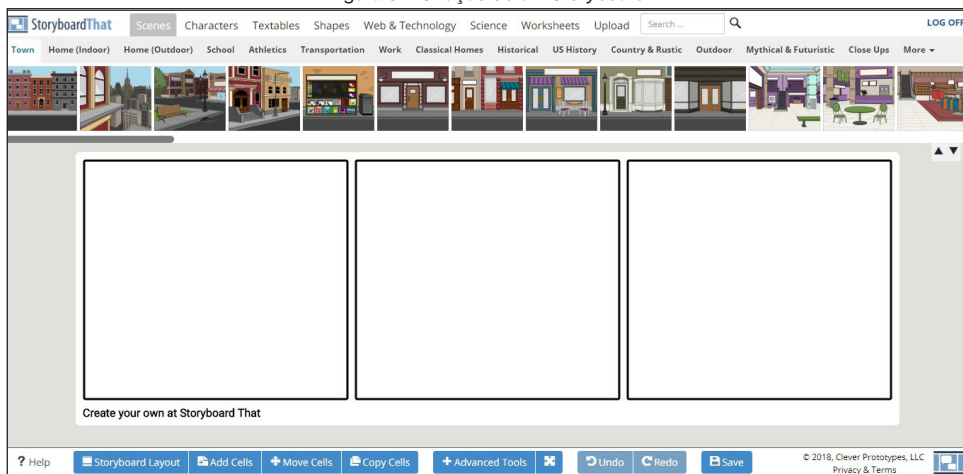 StoryboardThat Scenes Characters Textables Shapes Web & Technology Science Worksheets Upload Search ... LOG OFF
Town Home (Indoor) Home (Outdoor) School Athletics Transportation Work Classical Homes Historical US History Country & Rustic Outdoor Mythical & Futuristic Close Ups More
Create your own at Storyboard That
? Help Storyboard Layout Add Cells Move Cells Copy Cells Advanced Tools Undo Redo Save © 2018, Clever Prototypes, LLC
Privacy & Terms